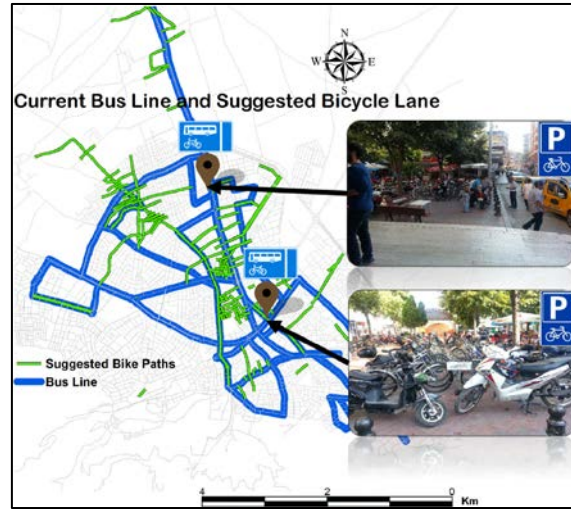 N
W E
S
Current Bus Line and Suggested Bicycle Lane
P
P
Suggested Bike Paths
Bus Line
4 2 0
Km